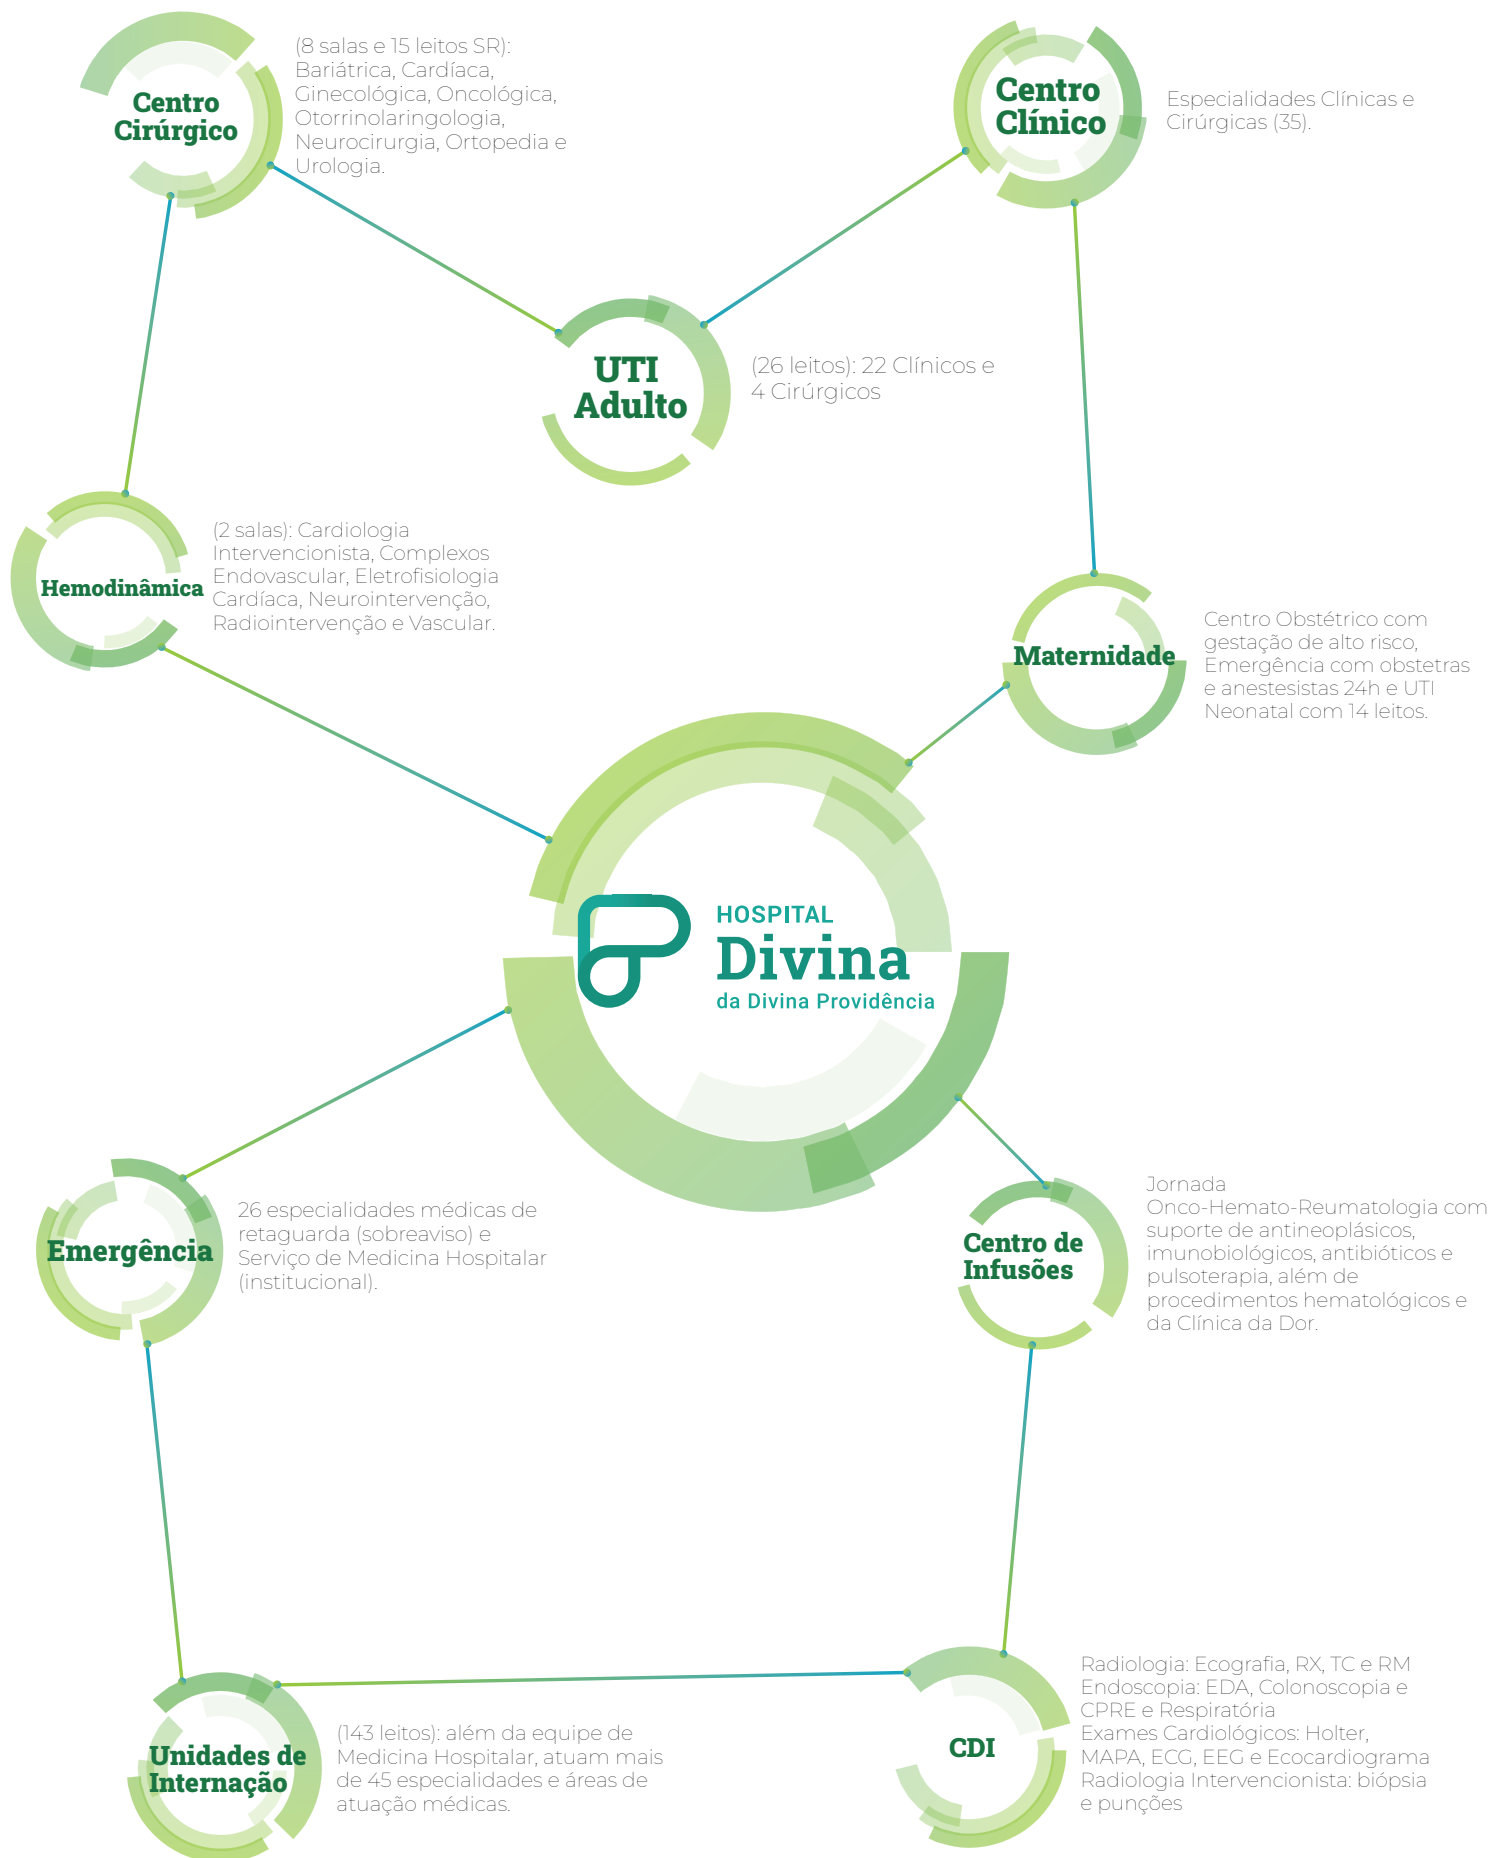 Centro
Cirúrgico
(8 salas e 15 leitos SR):
Bariátrica, Cardíaca,
Ginecológica, Oncológica,
Otorrinolaringologia,
Neurocirurgia, Ortopedia e
Urologia.
Centro
Clínico
Especialidades Clínicas e
Cirúrgicas (35).
UTI
Adulto
(26 leitos): 22 Clínicos e
4 Cirúrgicos
Hemodinâmica
(2 salas): Cardiologia
Intervencionista, Complexos
Endovascular, Eletrofisiologia
Cardíaca, Neurointervenção,
Radiointervenção e Vascular.
Maternidade
Centro Obstétrico com
gestação de alto risco,
Emergência com obstetras
e anestesistas 24h e UTI
Neonatal com 14 leitos.
HOSPITAL
Divina
da Divina Providência
Emergência
26 especialidades médicas de
retaguarda (sobreaviso) e
Serviço de Medicina Hospitalar
(institucional).
Centro de
Infusões
Jornada
Onco-Hemato-Reumatologia com
suporte de antineoplásicos,
imunobiológicos, antibióticos e
pulsoterapia, além de
procedimentos hematológicos e
da Clínica da Dor.
Unidades de
Internação
(143 leitos): além da equipe de
Medicina Hospitalar, atuam mais
de 45 especialidades e áreas de
atuação médicas.
CDI
Radiologia: Ecografia, RX, TC e RM
Endoscopia: EDA, Colonoscopia e
CPRE e Respiratória
Exames Cardiológicos: Holter,
MAPA, ECG, EEG e Ecocardiograma
Radiologia Intervencionista: biópsia
e punções